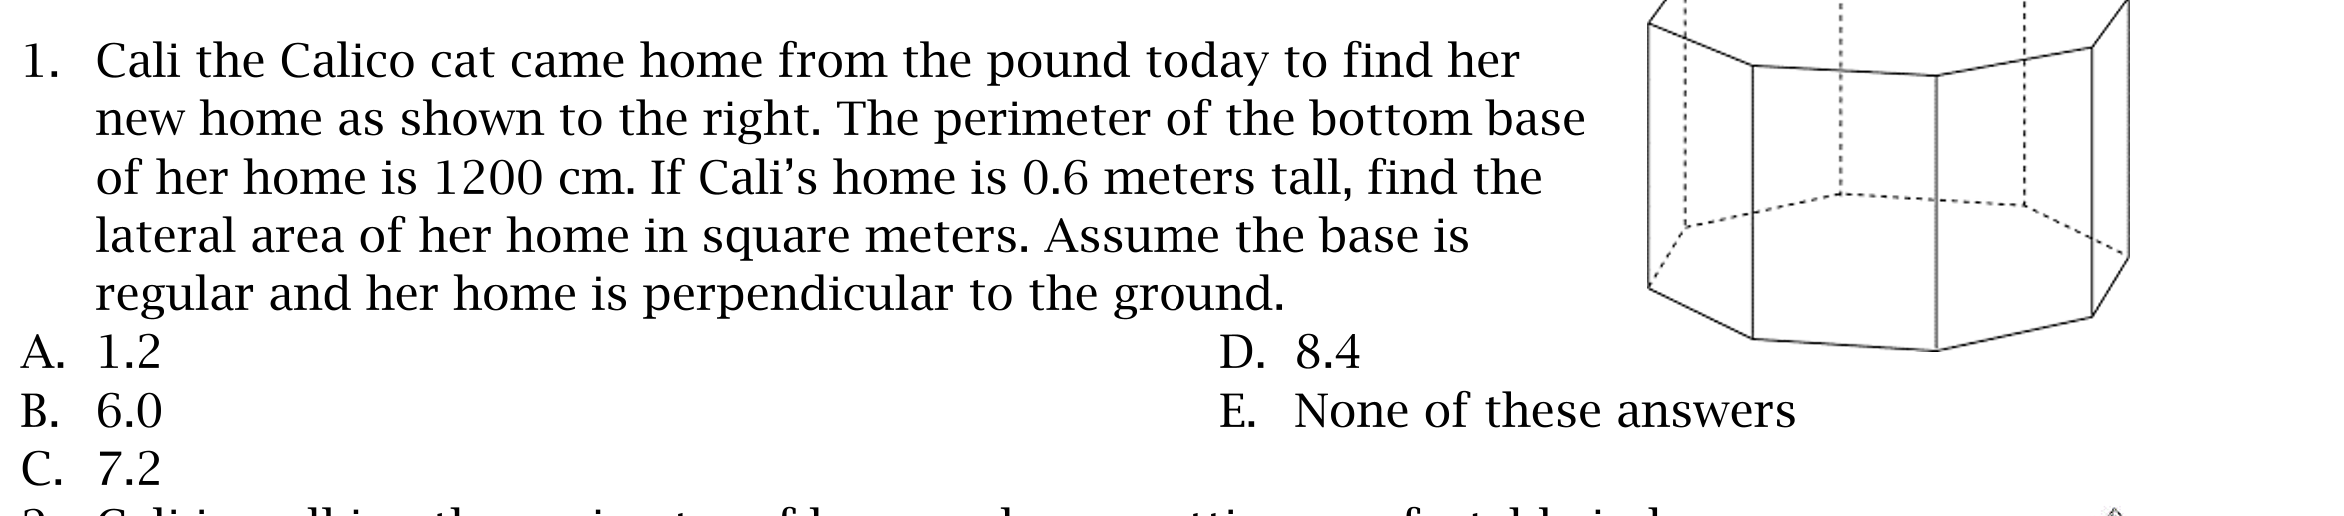 1. Cali the Calico cat came home from the pound today to find her
new home as shown to the right. The perimeter of the bottom base
of her home is 1200 cm. If Cali’s home is 0.6 meters tall, find the
lateral area of her home in square meters. Assume the base is
regular and her home is perpendicular to the ground.
A. 1.2
D. 8.4
B. 6.0
E. None of these answers
C. 7.2